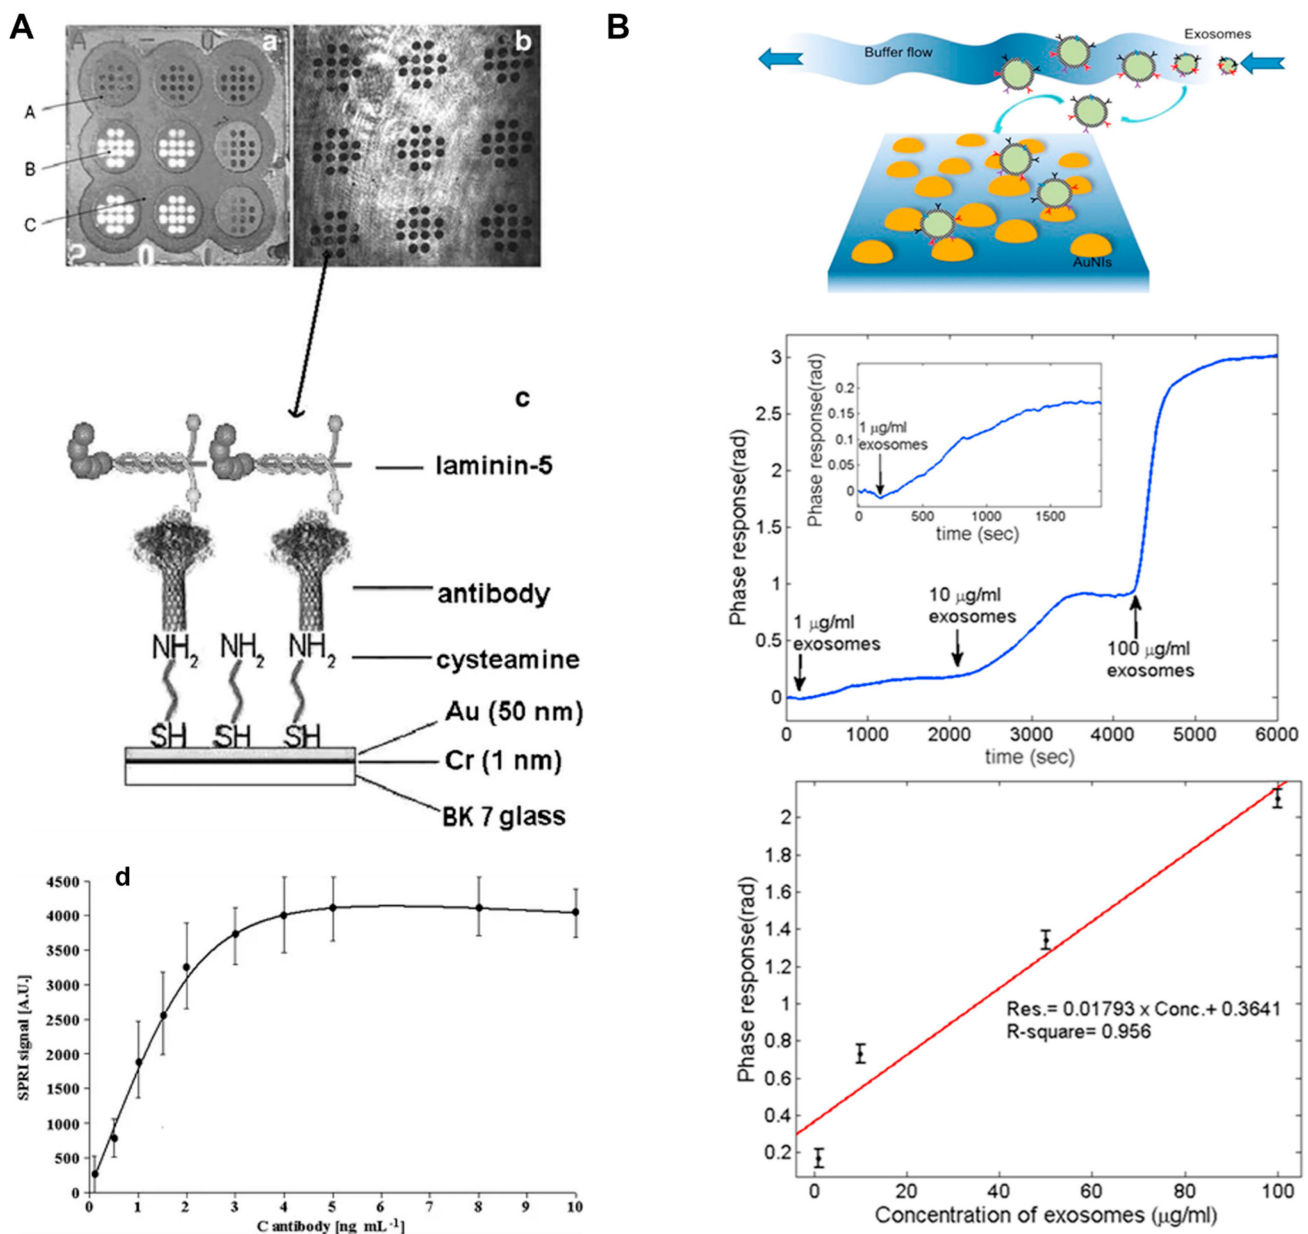 A
B
A
–
0
a
b
A
B
C
2
0
Buffer flow
Exosomes
AuNIs
c
laminin-5
antibody
NH2 NH2 NH2
cysteamine
SH SH SH
Au (50 nm)
Cr (1 nm)
BK 7 glass
d
SPRI signal [A.U.]
4500
4000
3500
3000
2500
2000
1500
1000
500
0
0 1 2 3 4 5 6 7 8 9 10
C antibody [ng mL-1]
Phase response(rad)
3
2.5
2
1.5
1
0.5
0
0 1000 2000 3000 4000 5000 6000
time (sec)
1 μg/ml
exosomes
10 μg/ml
exosomes
100 μg/ml
exosomes
Phase response(rad)
0.2
0.15
0.1
0.05
0
0 500 1000 1500
time (sec)
1 μg/ml
exosomes
Phase response(rad)
2
1.8
1.6
1.4
1.2
1
0.8
0.6
0.4
0.2
0 20 40 60 80 100
Res.= 0.01793 x Conc.+ 0.3641
R-square= 0.956
Concentration of exosomes (μg/ml)